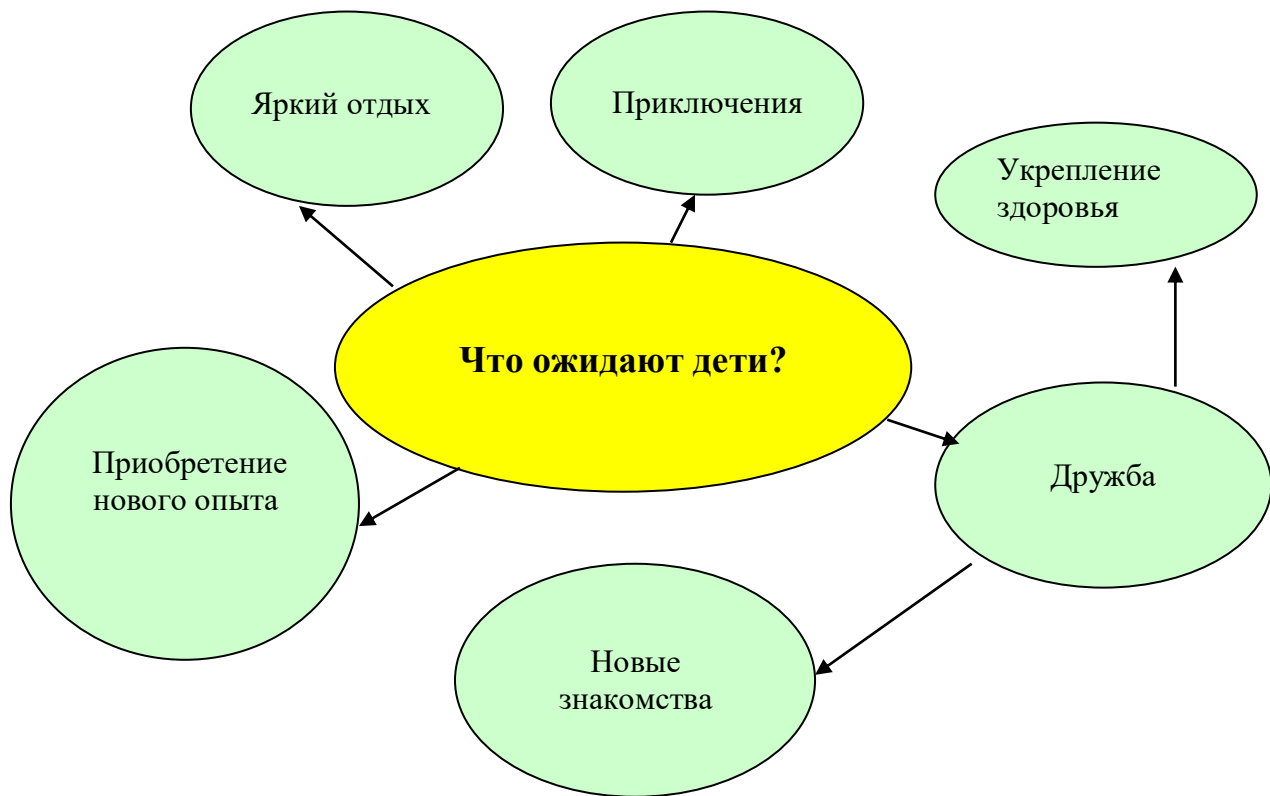 Яркий отдых
Приключения
Укрепление
здоровья
Что ожидают дети?
Приобретение
нового опыта
Дружба
Новые
знакомства